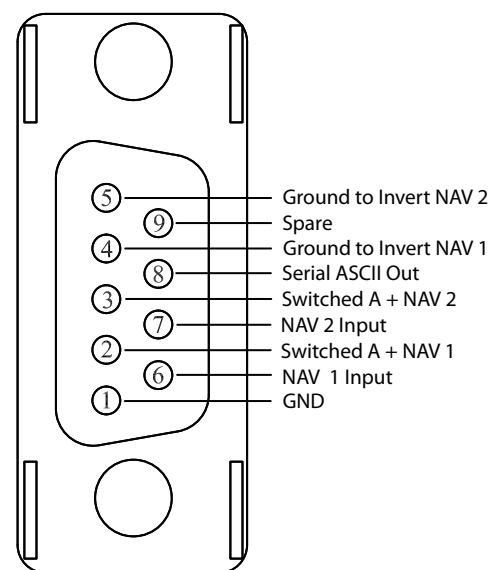 5 Ground to Invert NAV 2
9 Spare
4 Ground to Invert NAV 1
8 Serial ASCII Out
3 Switched A + NAV 2
7 NAV 2 Input
2 Switched A + NAV 1
6 NAV 1 Input
1 GND